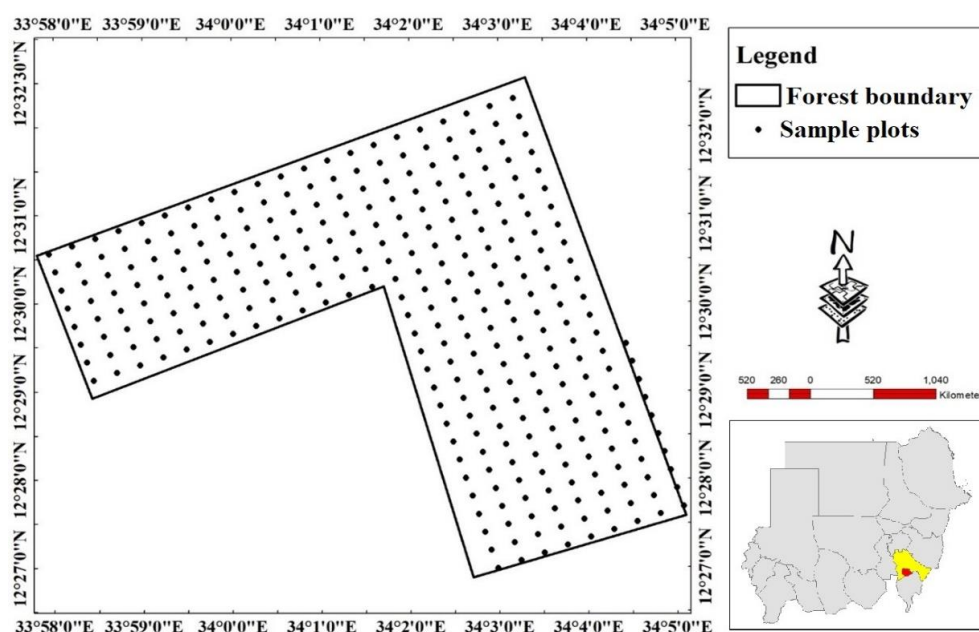 33°58'0"E 33°59'0"E 34°0'0"E 34°1'0"E 34°2'0"E 34°3'0"E 34°4'0"E 34°5'0"E
12°32'30"N
12°31'0"N
12°30'0"N
12°29'0"N
12°28'0"N
12°27'0"N
12°32'0"N
12°31'0"N
12°30'0"N
12°29'0"N
12°28'0"N
12°27'0"N
33°58'0"E 33°59'0"E 34°0'0"E 34°1'0"E 34°2'0"E 34°3'0"E 34°4'0"E 34°5'0"E
Legend
Forest boundary
Sample plots
N
520 260 0 520 1,040
Kilomete